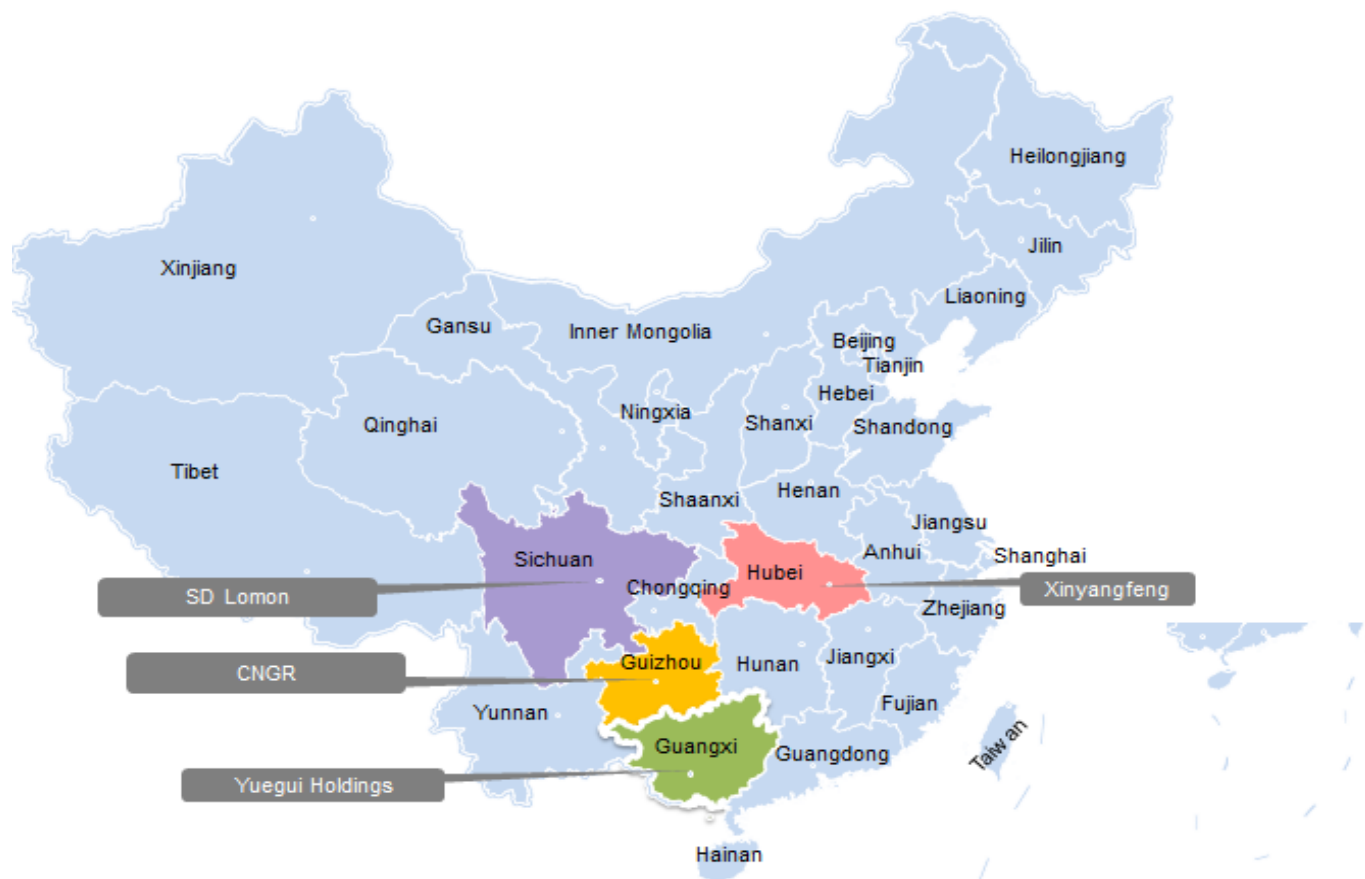 Heilongjiang
Jilin
Xinjiang
Liaoning
Gansu
Inner Mongolia
Beijing
Tianjin
Hebei
Ningxia
Shanxi
Qinghai
Shandong
Tibet
Henan
Shaanxi
Jiangsu
Anhui
Shanghai
Sichuan
Hubei
Chongqing
Xinyangfeng
SD Lomon
Zhejiang
Guizhou
Hunan
Jiangxi
CNGR
Fujian
Yunnan
Guangxi
Guangdong
Taiwan
Yuegui Holdings
Hainan